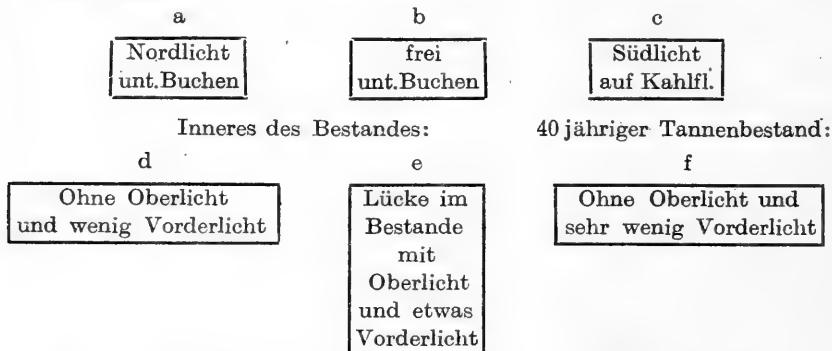 a b c
Nordlicht frei Südlicht
unt.Buchen unt.Buchen auf Kahlfl.
Inneres des Bestandes: 40 jähriger Tannenbestand:
d e f
Ohne Oberlicht Lücke im Ohne Oberlicht und
und wenig Vorderlicht Bestande sehr wenig Vorderlicht
mit
Oberlicht
und etwas
Vorderlicht